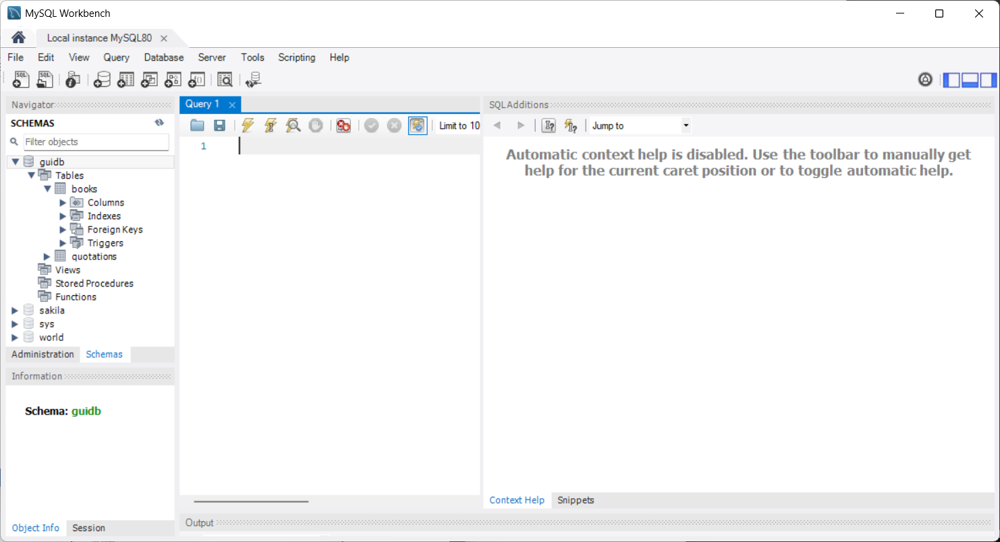 MySQL Workbench
Local instance MySQL80
File Edit View Query Database Server Tools Scripting Help
SQL SQL
Navigator
SCHEMAS
Filter objects
guidb
Tables
books
Columns
Indexes
Foreign Keys
Triggers
quotations
Views
Stored Procedures
Functions
sakila
sys
world
Administration Schemas
Information
Schema: guidb
Object Info Session
Query 1
Limit to 10
1
SQLAdditions
Jump to
Automatic context help is disabled. Use the toolbar to manually get
help for the current caret position or to toggle automatic help.
Context Help Snippets
Output